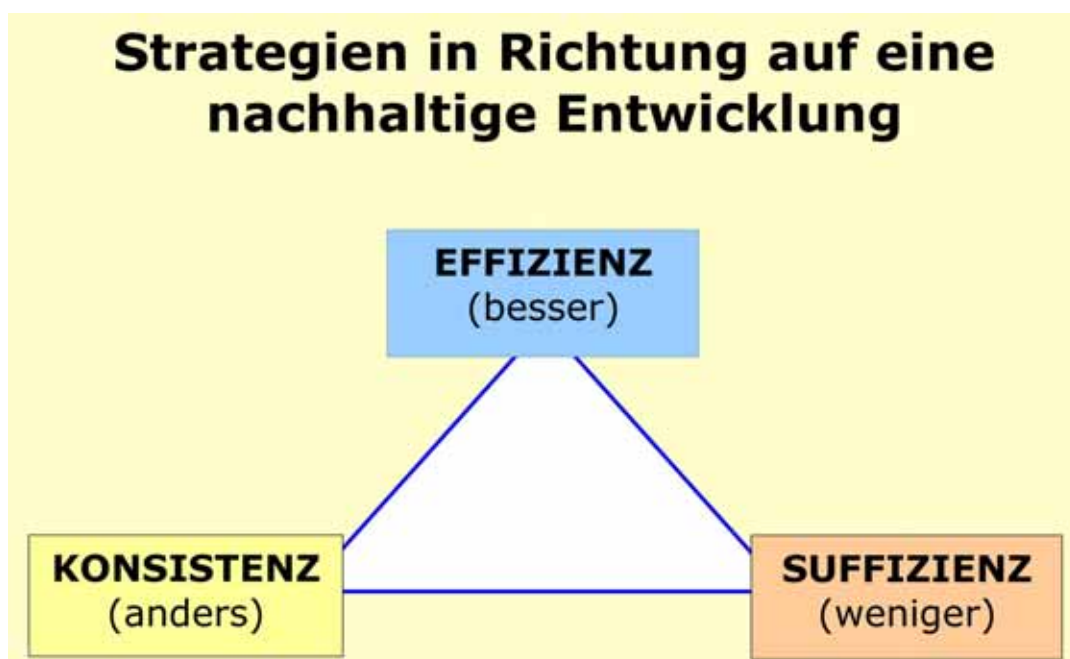 Strategien in Richtung auf eine
nachhaltige Entwicklung
EFFIZIENZ
(besser)
KONSISTENZ
(anders)
SUFFIZIENZ
(weniger)